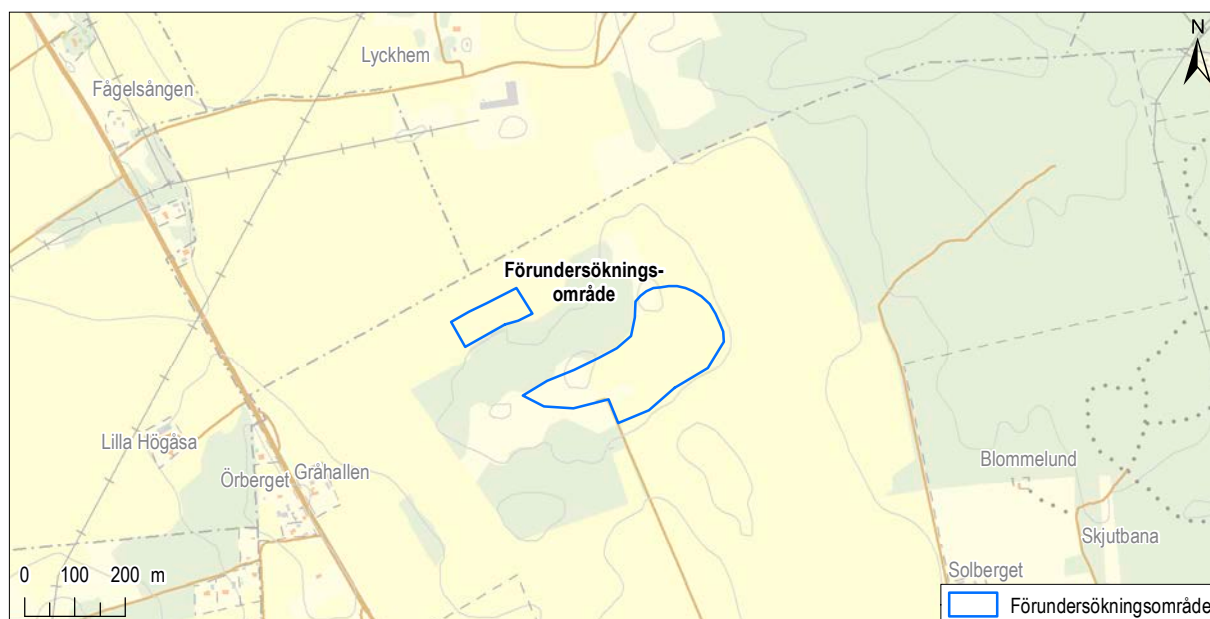 N
Lyckhem
Fågelsången
Förundersöknings-
område
Lilla Högåsa
Gråhallen
Örberget
Blommelund
Skjutbana
Solberget
0 100 200 m
Förundersökningsområde